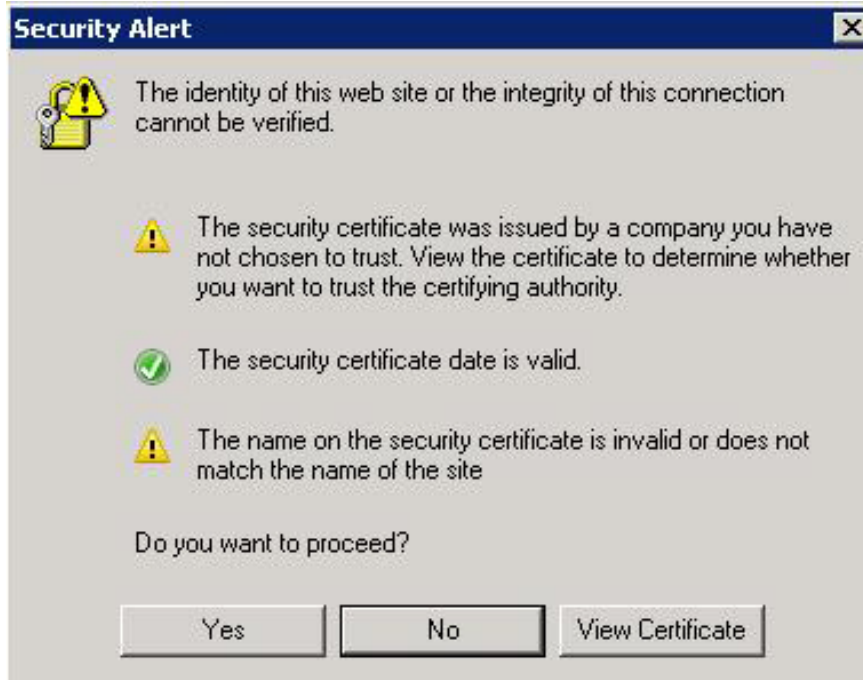 Security Alert
The identity of this web site or the integrity of this connection
cannot be verified.
The security certificate was issued by a company you have
not chosen to trust. View the certificate to determine whether
you want to trust the certifying authority.
The security certificate date is valid.
The name on the security certificate is invalid or does not
match the name of the site
Do you want to proceed?
Yes
No
View Certificate